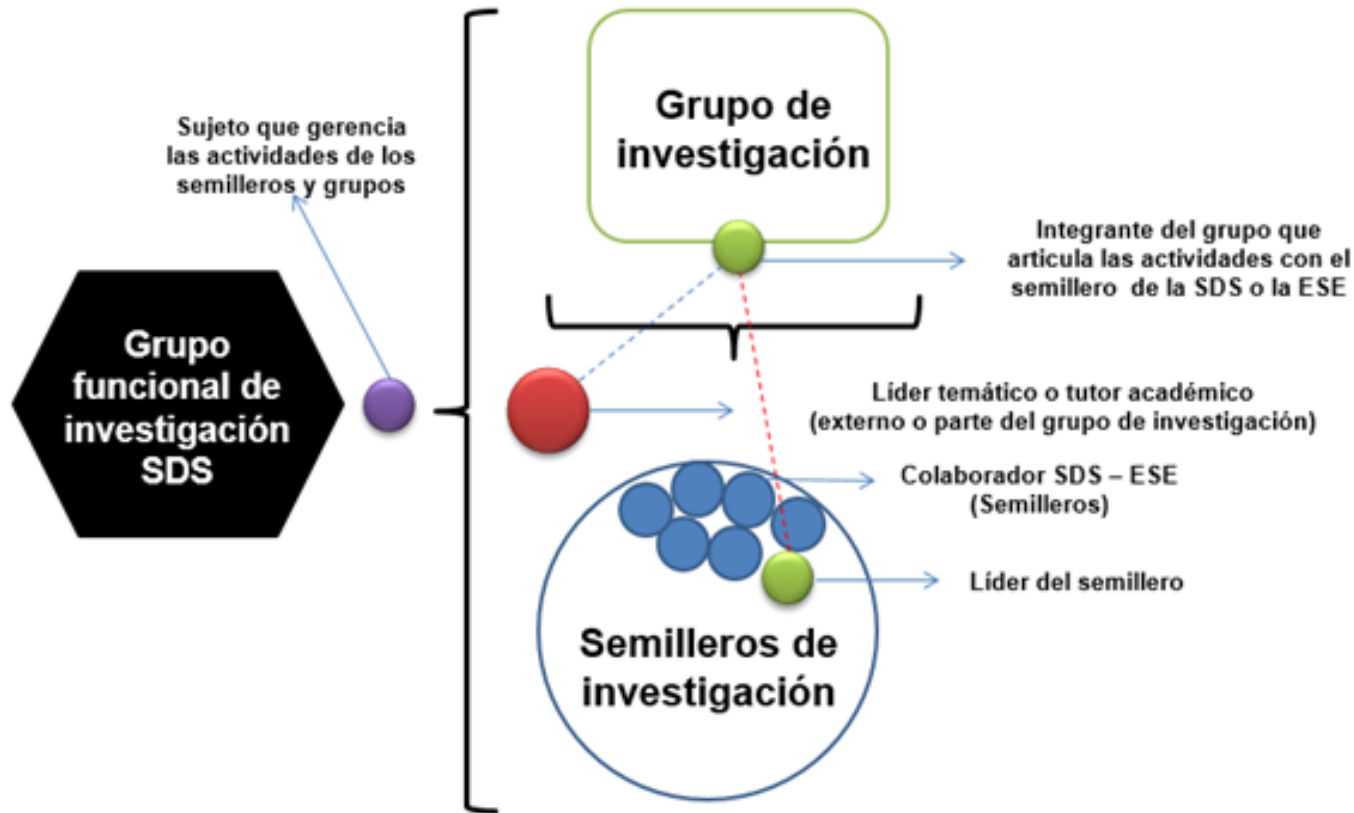 Sujeto que gerencia
las actividades de los
semilleros y grupos
Grupo
funcional de
investigación
SDS
Grupo de
investigación
Integrante del grupo que
articula las actividades con el
semillero de la SDS o la ESE
Líder temático o tutor académico
(externo o parte del grupo de investigación)
Colaborador SDS – ESE
(Semilleros)
Líder del semillero
Semilleros de
investigación